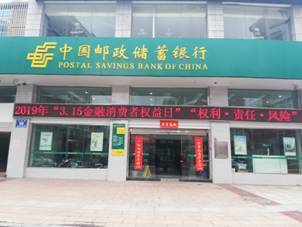 中国邮政储蓄银行
POSTAL SAVINGS BANK OF CHINA
2019年“3.15金融消费者权益日”“权利·责任·风险”